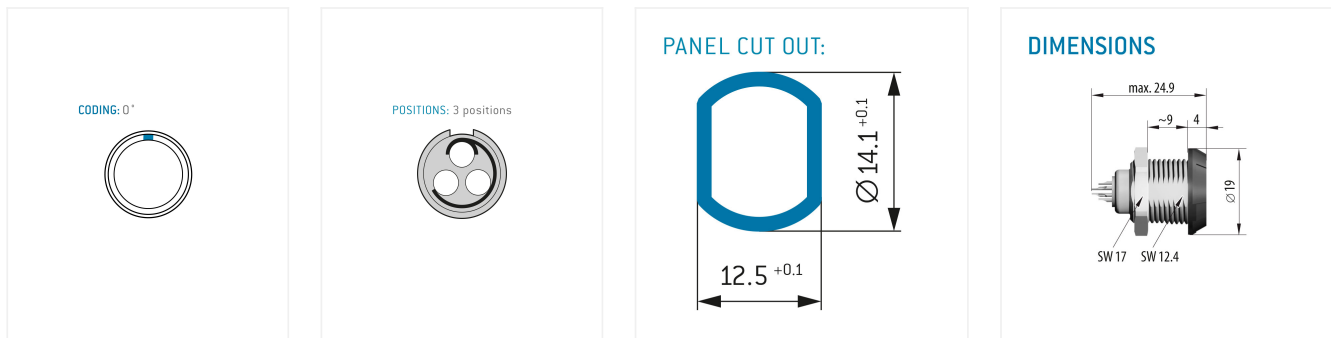 CODING: 0°
POSITIONS: 3 positions
PANEL CUT OUT:
Ø 14.1 +0.1
12.5 +0.1
DIMENSIONS
max. 24.9
~9
4
Ø 19
SW 17
SW 12.4